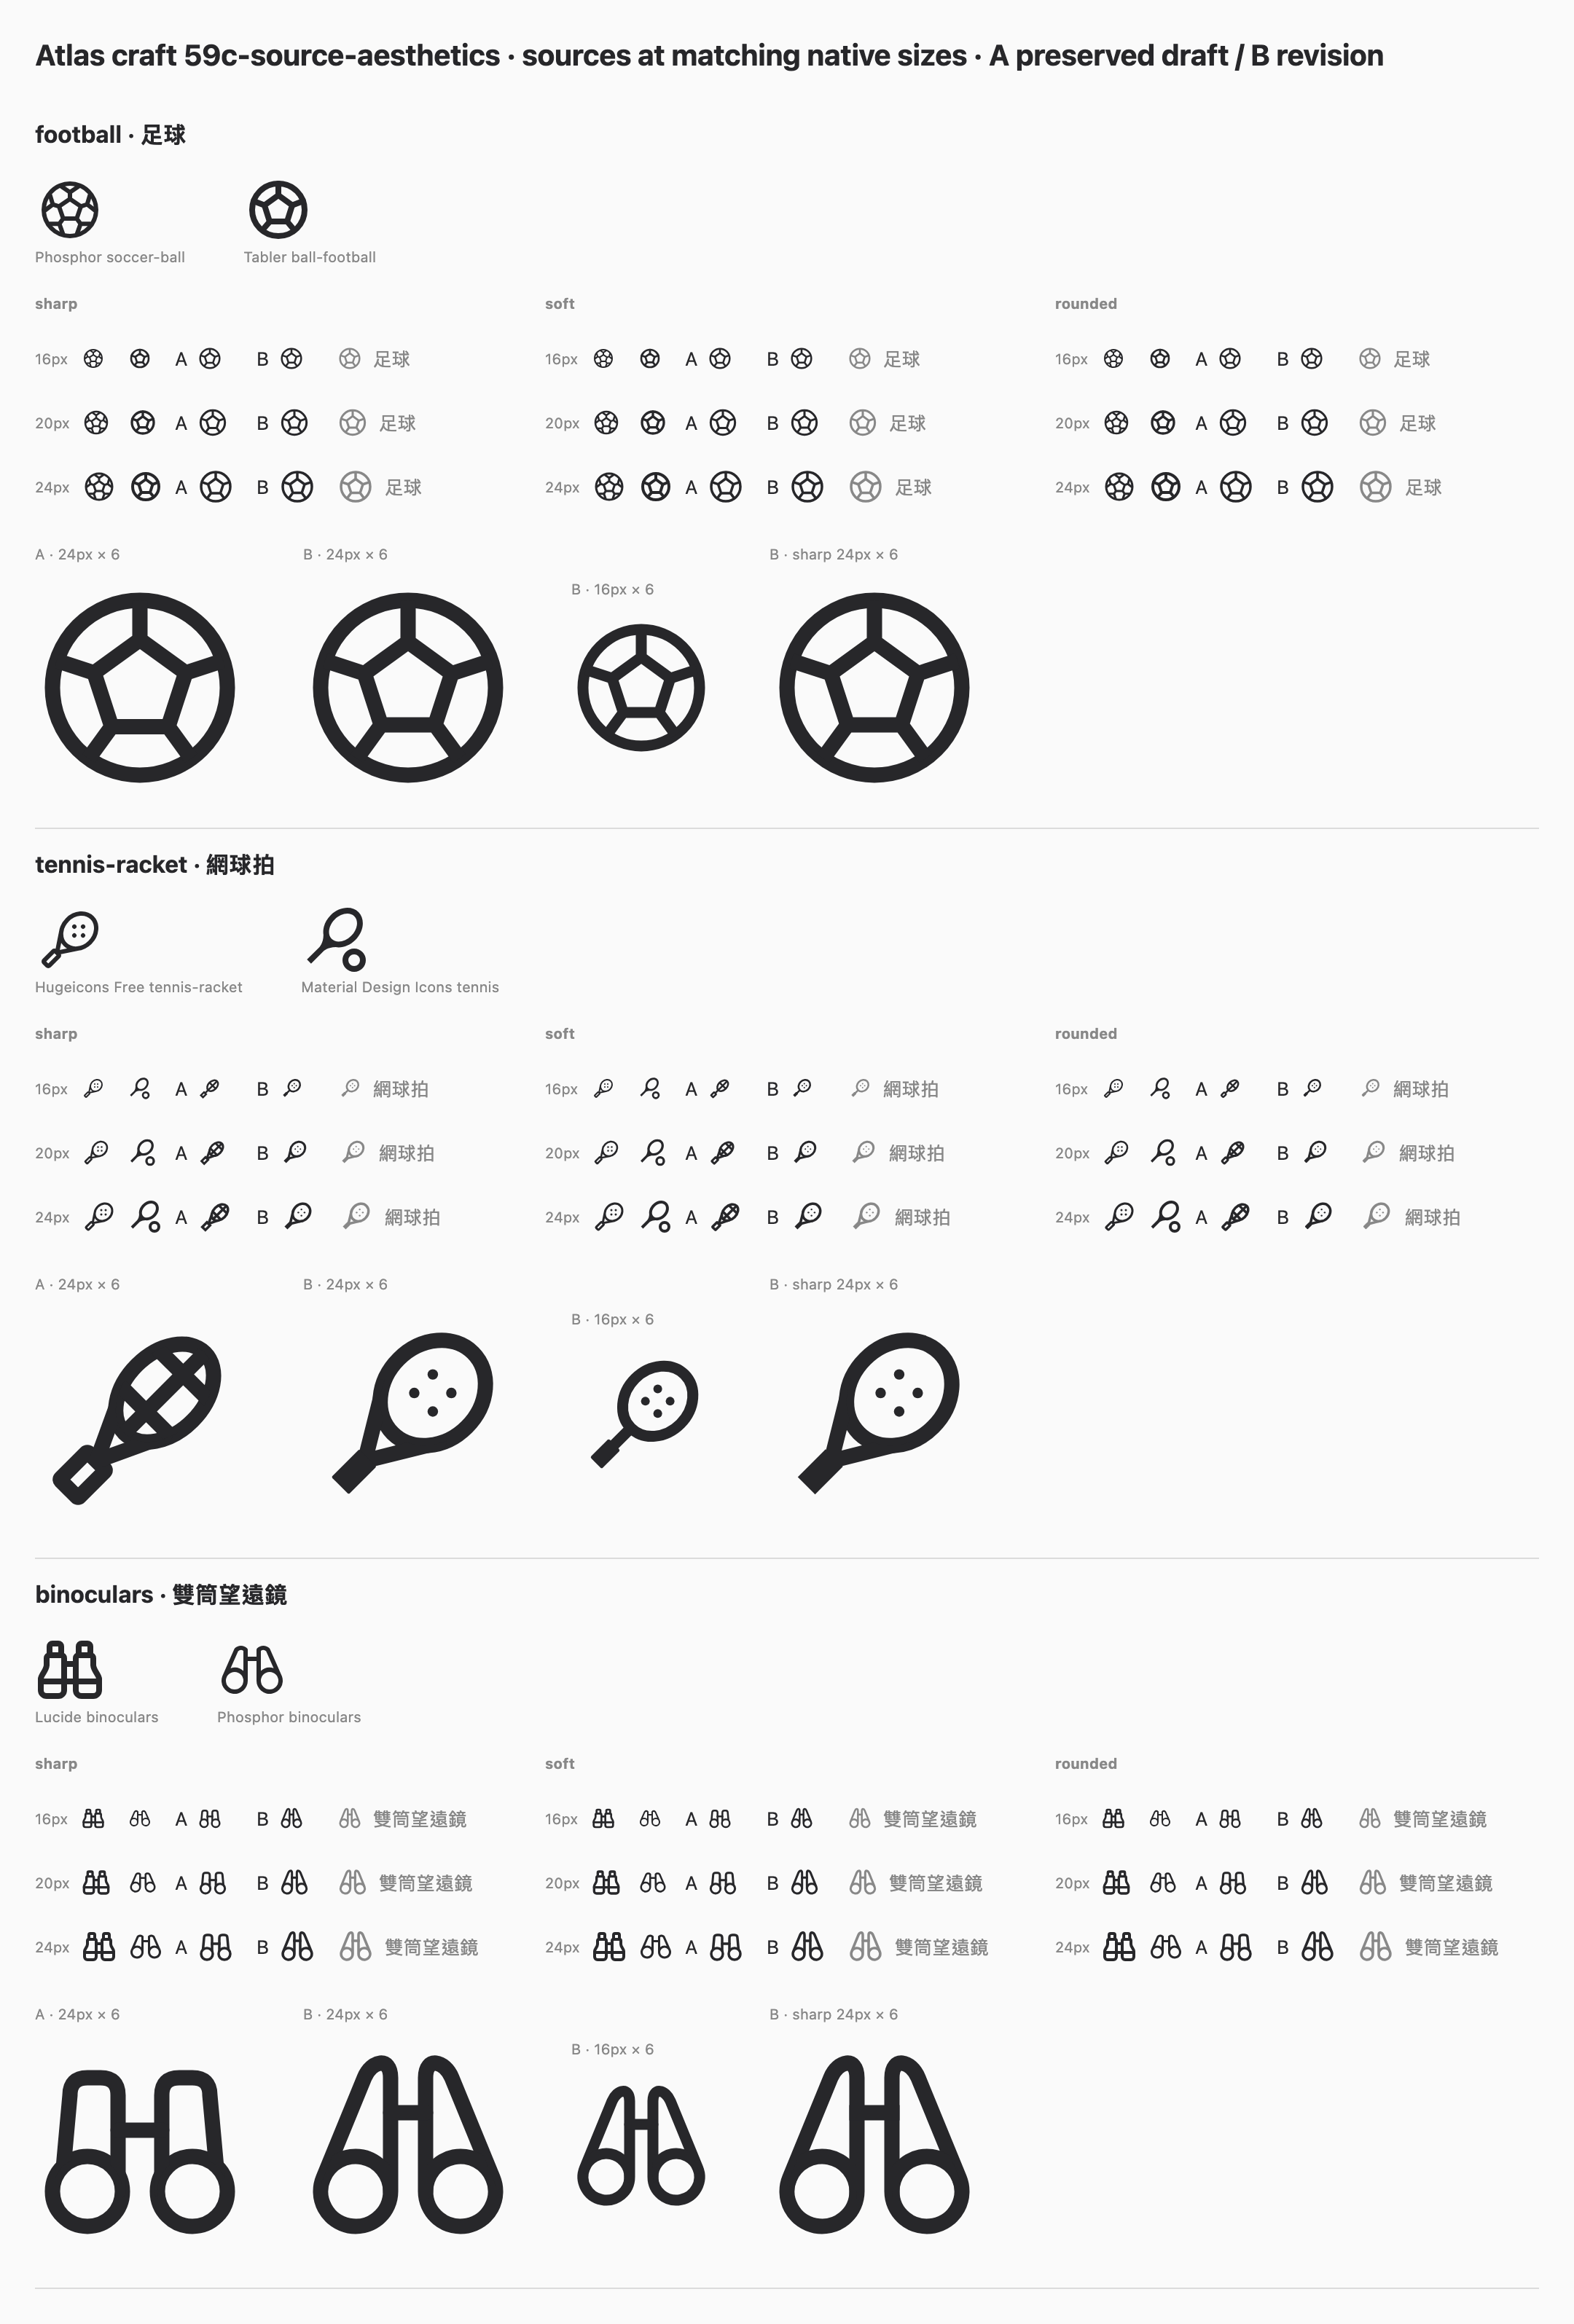 Atlas craft 59c-source-aesthetics · sources at matching native sizes · A preserved draft / B revision
football · 足球
Phosphor soccer-ball
Tabler ball-football
sharp
soft
rounded
16px A B 足球
16px A B 足球
16px A B 足球
20px A B 足球
20px A B 足球
20px A B 足球
24px A B 足球
24px A B 足球
24px A B 足球
A · 24px × 6
B · 24px × 6
B · 16px × 6
B · sharp 24px × 6
tennis-racket · 網球拍
Hugeicons Free tennis-racket
Material Design Icons tennis
sharp
soft
rounded
16px A B 網球拍
16px A B 網球拍
16px A B 網球拍
20px A B 網球拍
20px A B 網球拍
20px A B 網球拍
24px A B 網球拍
24px A B 網球拍
24px A B 網球拍
A · 24px × 6
B · 24px × 6
B · 16px × 6
B · sharp 24px × 6
binoculars · 雙筒望遠鏡
Lucide binoculars
Phosphor binoculars
sharp
soft
rounded
16px A B 雙筒望遠鏡
16px A B 雙筒望遠鏡
16px A B 雙筒望遠鏡
20px A B 雙筒望遠鏡
20px A B 雙筒望遠鏡
20px A B 雙筒望遠鏡
24px A B 雙筒望遠鏡
24px A B 雙筒望遠鏡
24px A B 雙筒望遠鏡
A · 24px × 6
B · 24px × 6
B · 16px × 6
B · sharp 24px × 6